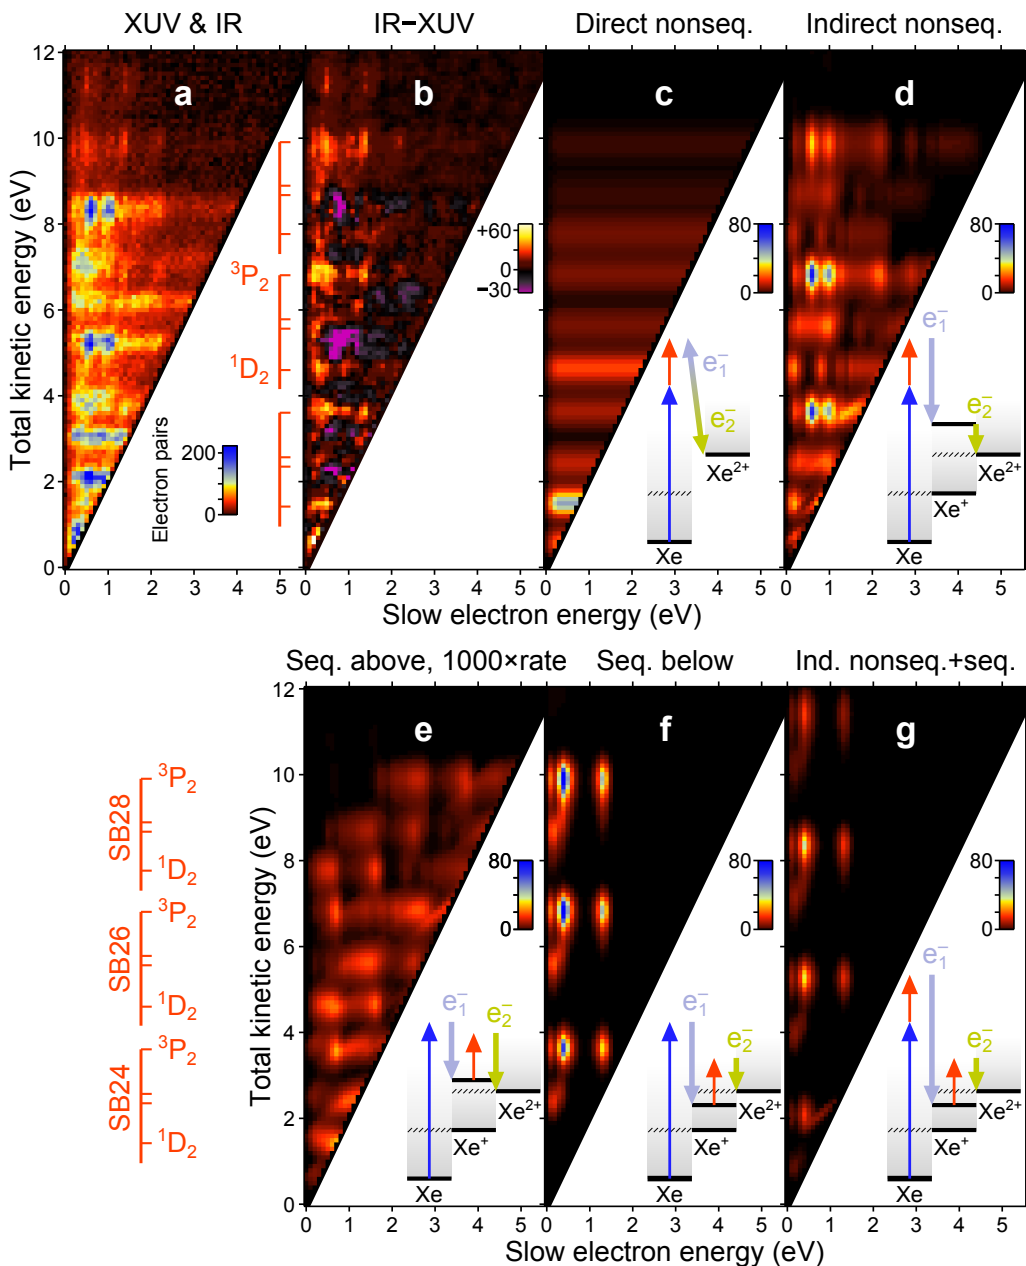 XUV & IR
IR−XUV
Direct nonseq.
Indirect nonseq.
a
b
c
d
Total kinetic energy (eV)
12
10
8
6
4
2
0
³P₂
¹D₂
Electron pairs
200
100
0
+60
+30
0
−30
80
40
0
80
40
0
e₁⁻
e₂⁻
Xe²⁺
Xe
e₁⁻
e₂⁻
Xe²⁺
Xe⁺
Xe
0 1 2 3 4 5
0 1 2 3 4 5
0 1 2 3 4 5
0 1 2 3 4 5
Slow electron energy (eV)
Seq. above, 1000×rate
Seq. below
Ind. nonseq.+seq.
e
f
g
SB28
³P₂
¹D₂
SB26
³P₂
¹D₂
SB24
³P₂
¹D₂
Total kinetic energy (eV)
12
10
8
6
4
2
0
80
40
0
80
40
0
80
40
0
e₁⁻
e₂⁻
Xe²⁺
Xe⁺
Xe
e₁⁻
e₂⁻
Xe²⁺
Xe⁺
Xe
e₁⁻
e₂⁻
Xe²⁺
Xe⁺
Xe
0 1 2 3 4 5
0 1 2 3 4 5
0 1 2 3 4 5
Slow electron energy (eV)